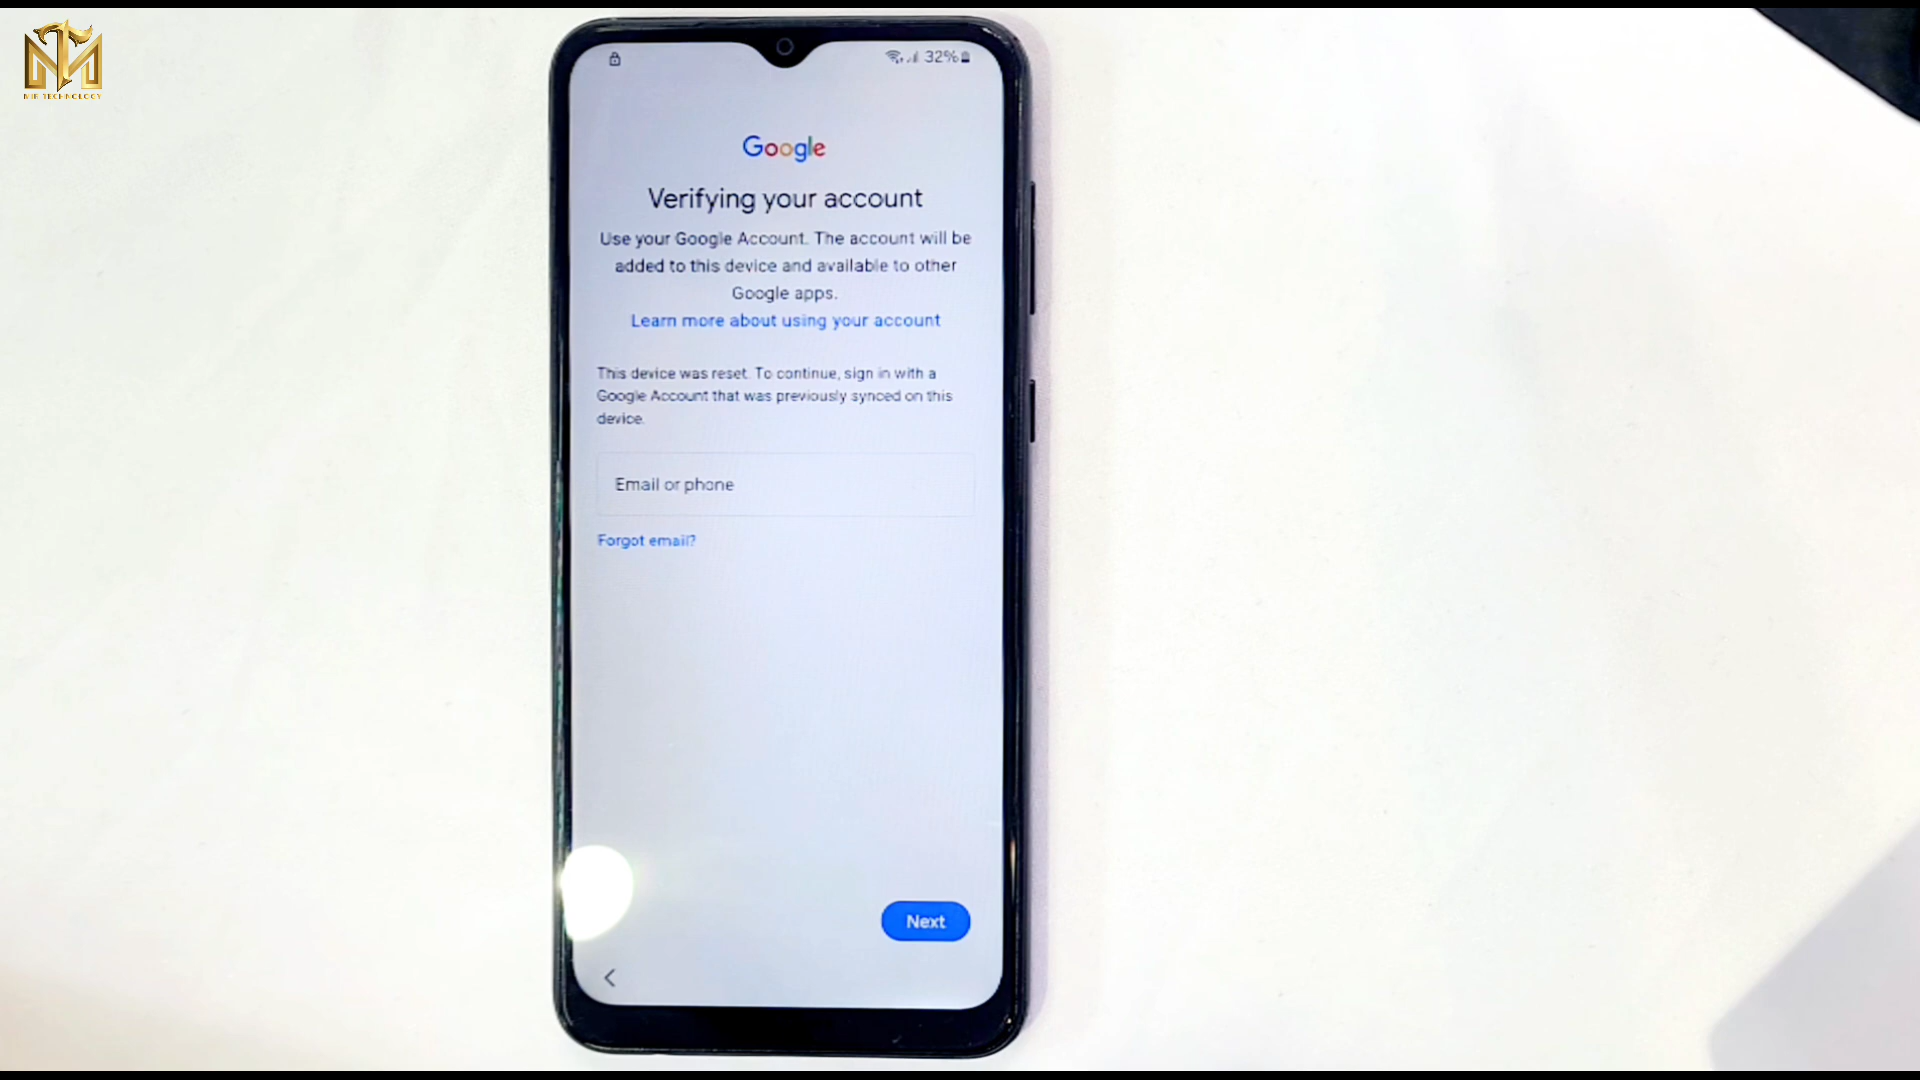 MR TECHNOLOGY
32%
Google
Verifying your account
Use your Google Account. The account will be
added to this device and available to other
Google apps.
Learn more about using your account
This device was reset. To continue, sign in with a
Google Account that was previously synced on this
device.
Email or phone
Forgot email?
Next